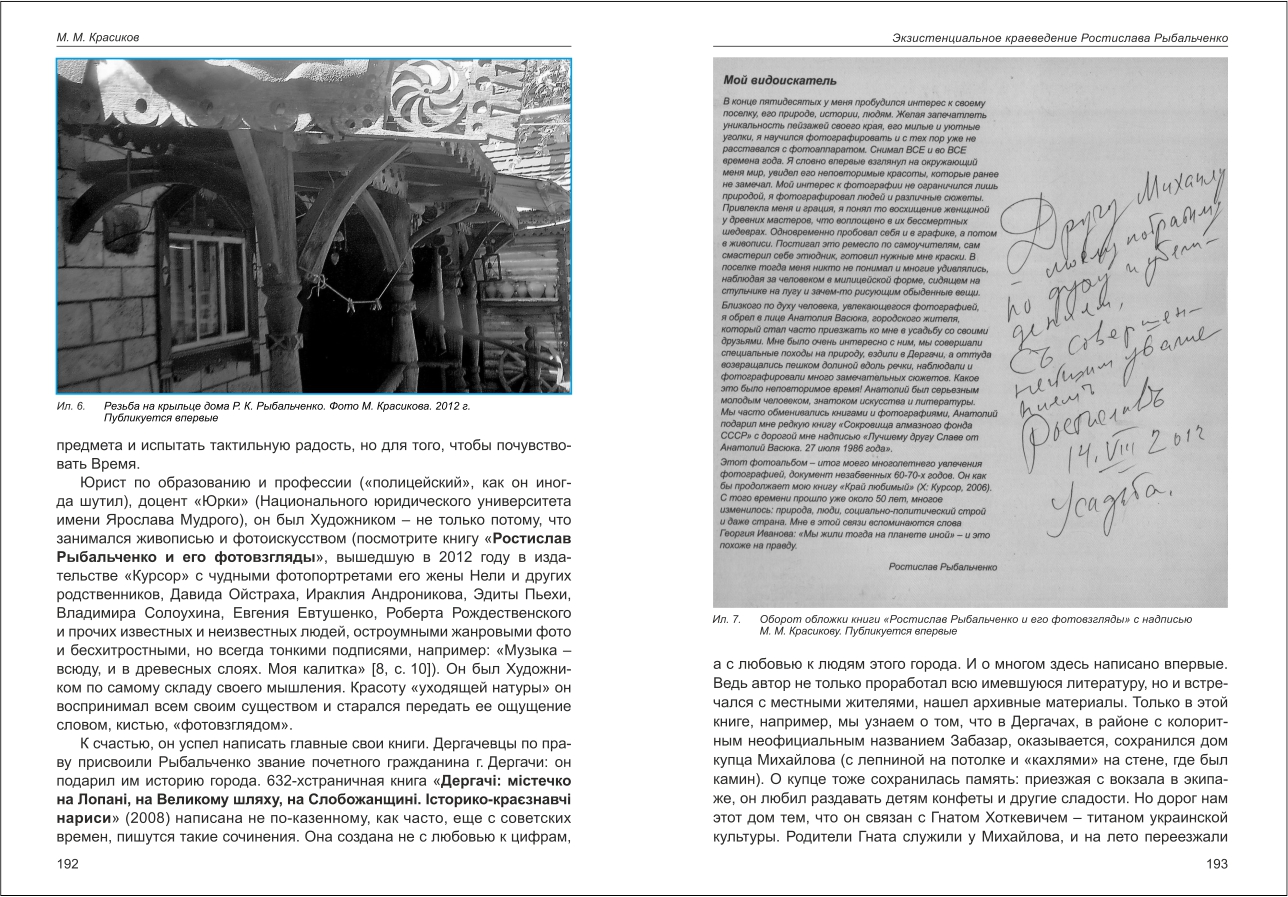 М. М. Красиков
Ил. 6. Резьба на крыльце дома Р. К. Рыбальченко. Фото М. Красикова. 2012 г.
Публикуется впервые
предмета и испытать тактильную радость, но для того, чтобы почувство-
вать Время.
Юрист по образованию и профессии («полицейский», как он иног-
да шутил), доцент «Юрки» (Национального юридического университета
имени Ярослава Мудрого), он был Художником – не только потому, что
занимался живописью и фотоискусством (посмотрите книгу «Ростислав
Рыбальченко и его фотовзгляды», вышедшую в 2012 году в изда-
тельстве «Курсор» с чудными фотопортретами его жены Нели и других
родственников, Давида Ойстраха, Ираклия Андроникова, Эдиты Пьехи,
Владимира Солоухина, Евгения Евтушенко, Роберта Рождественского
и прочих известных и неизвестных людей, остроумными жанровыми фото
и бесхитростными, но всегда тонкими подписями, например: «Музыка –
всюду, и в древесных слоях. Моя калитка» [8, с. 10]). Он был Художни-
ком по самому складу своего мышления. Красоту «уходящей натуры» он
воспринимал всем своим существом и старался передать ее ощущение
словом, кистью, «фотовзглядом».
К счастью, он успел написать главные свои книги. Дергачевцы по пра-
ву присвоили Рыбальченко звание почетного гражданина г. Дергачи: он
подарил им историю города. 632-хстраничная книга «Дергачі: містечко
на Лопані, на Великому шляху, на Слобожанщині. Історико-краєзнавчі
нариси» (2008) написана не по-казенному, как часто, еще с советских
времен, пишутся такие сочинения. Она создана не с любовью к цифрам,
192
Экзистенциальное краеведение Ростислава Рыбальченко
Мой видоискатель
В конце пятидесятых у меня пробудился интерес к своему
поселку, его природе, истории, людям. Желая запечатлеть
уникальность пейзажей своего края, его милые и уютные
уголки, я научился фотографировать и с тех пор уже не
расставался с фотоаппаратом. Снимал ВСЕ и во ВСЕ
времена года. Я словно впервые взглянул на окружающий
меня мир, увидел его неповторимые красоты, которые ранее
не замечал. Мой интерес к фотографии не ограничился лишь
природой, я фотографировал людей и различные сюжеты.
Привлекла меня и грация, я понял то восхищение женщиной
у древних мастеров, что воплощено в их бессмертных
шедеврах. Одновременно пробовал себя и в графике, а потом
в живописи. Постигал это ремесло по самоучителям, сам
смастерил себе этюдник, готовил нужные мне краски. В
поселке тогда меня никто не понимал и многие удивлялись,
наблюдая за человеком в милицейской форме, сидящем на
стульчике на лугу и зачем-то рисующим обыденные вещи.
Близкого по духу человека, увлекающегося фотографией,
я обрел в лице Анатолия Васюка, городского жителя,
который стал часто приезжать ко мне в усадьбу со своими
друзьями. Мне было очень интересно с ним, мы совершали
специальные походы на природу, ездили в Дергачи, а оттуда
возвращались пешком долиной вдоль речки, наблюдали и
фотографировали много замечательных сюжетов. Какое
это было неповторимое время! Анатолий был серьезным
молодым человеком, знатоком искусства и литературы.
Мы часто обменивались книгами и фотографиями, Анатолий
подарил мне редкую книгу «Сокровища алмазного фонда
СССР» с дорогой мне надписью «Лучшему другу Славе от
Анатолий Васюка. 27 июля 1986 года».
Этот фотоальбом – итог моего многолетнего увлечения
фотографией, документ незабвенных 60-70-х годов. Он как
бы продолжает мою книгу «Край любимый» (Х: Курсор, 2006).
С того времени прошло уже около 50 лет, многое
изменилось: природа, люди, социально-политический строй
и даже страна. Мне в этой связи вспоминаются слова
Георгия Иванова: «Мы жили тогда на планете иной» – и это
похоже на правду.
Ростислав Рыбальченко
Другу Михаилу
моему собрату
по духу и убеж-
дениям,
Съ совершен-
нейшим уваже
ниемъ
Ростиславъ
14. VIII 2012
Усадьба.
Ил. 7. Оборот обложки книги «Ростислав Рыбальченко и его фотовзгляды» с надписью
М. М. Красикову. Публикуется впервые
а с любовью к людям этого города. И о многом здесь написано впервые.
Ведь автор не только проработал всю имевшуюся литературу, но и встре-
чался с местными жителями, нашел архивные материалы. Только в этой
книге, например, мы узнаем о том, что в Дергачах, в районе с колорит-
ным неофициальным названием Забазар, оказывается, сохранился дом
купца Михайлова (с лепниной на потолке и «кахлями» на стене, где был
камин). О купце тоже сохранилась память: приезжая с вокзала в экипа-
же, он любил раздавать детям конфеты и другие сладости. Но дорог нам
этот дом тем, что он связан с Гнатом Хоткевичем – титаном украинской
культуры. Родители Гната служили у Михайлова, и на лето переезжали
193